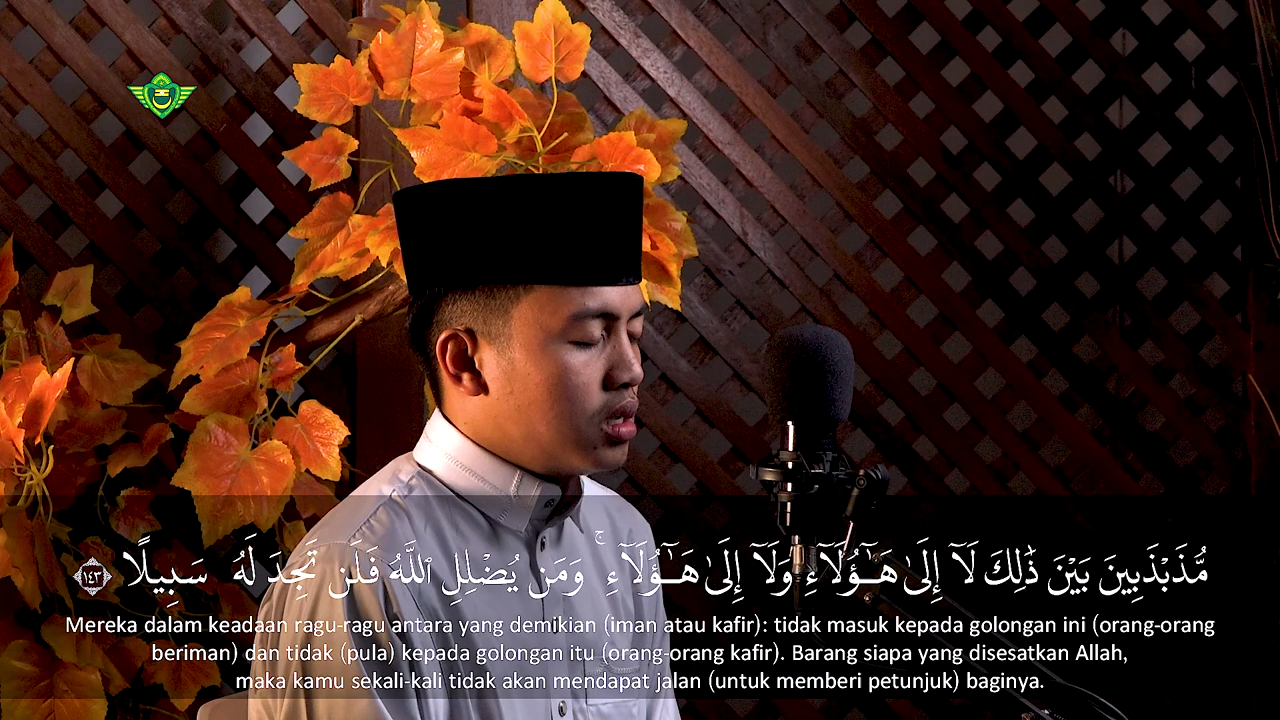 مُّذَبْذَبِينَ بَيْنَ ذَٰلِكَ لَآ إِلَىٰ هَـٰٓؤُلَآءِ وَلَآ إِلَىٰ هَـٰٓؤُلَآءِ ۚ وَمَن يُضْلِلِ ٱللَّهُ فَلَن تَجِدَ لَهُۥ سَبِيلًا ١٤٣
Mereka dalam keadaan ragu-ragu antara yang demikian (iman atau kafir): tidak masuk kepada golongan ini (orang-orang
beriman) dan tidak (pula) kepada golongan itu (orang-orang kafir). Barang siapa yang disesatkan Allah,
maka kamu sekali-kali tidak akan mendapat jalan (untuk memberi petunjuk) baginya.